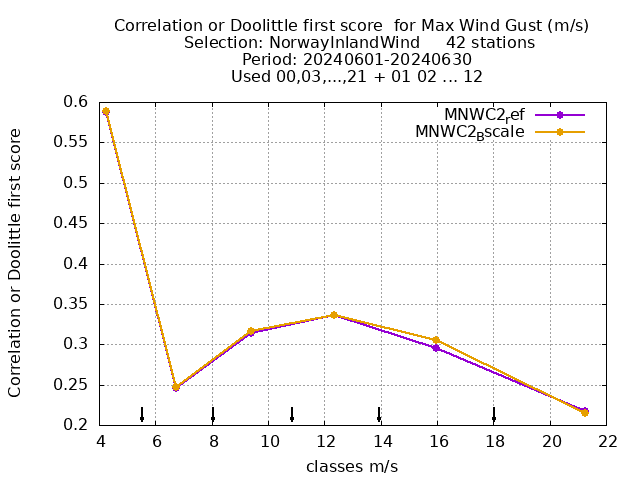 Correlation or Doolittle first score  for Max Wind Gust (m/s)
Selection: NorwayInlandWind     42 stations
Period: 20240601-20240630
Used 00,03,...,21 + 01 02 ... 12
Correlation or Doolittle first score
0.6
0.55
0.5
0.45
0.4
0.35
0.3
0.25
0.2
MNWC2ref
MNWC2Bscale
4 6 8 10 12 14 16 18 20 22
classes m/s